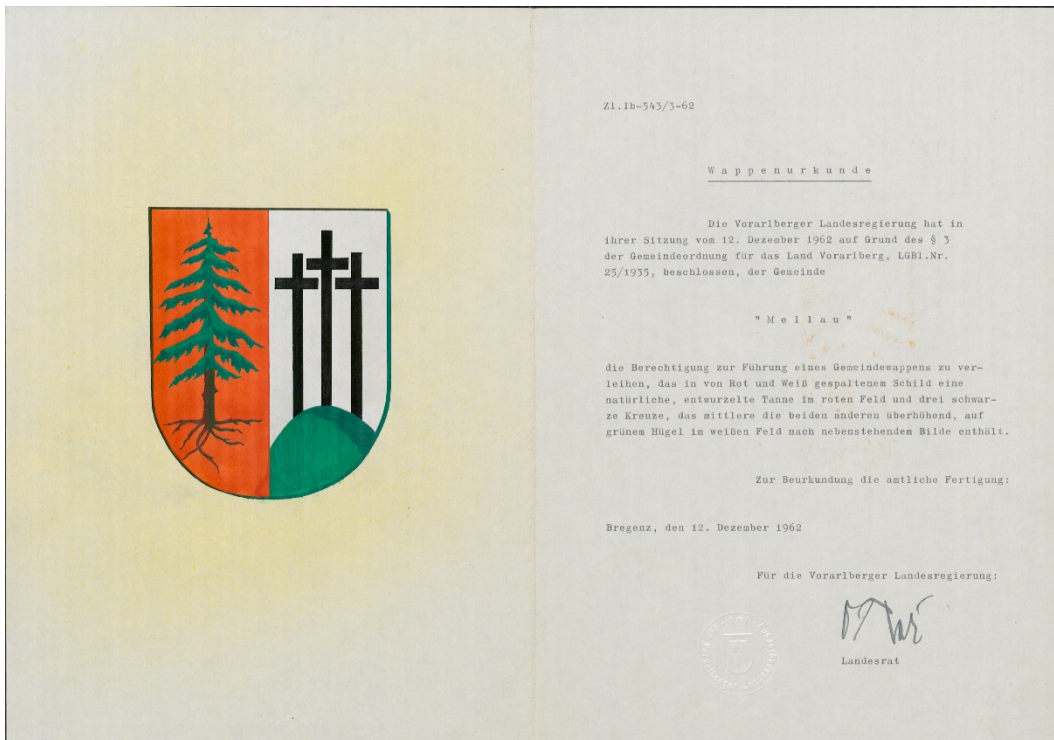 Zl.Ib-543/3-62
Wappenurkunde
Die Vorarlberger Landesregierung hat in
ihrer Sitzung vom 12. Dezember 1962 auf Grund des § 3
der Gemeindeordnung für das Land Vorarlberg, LGBl.Nr.
25/1935, beschlossen, der Gemeinde
"Mellau"
die Berechtigung zur Führung eines Gemeindewappens zu ver-
leihen, das in von Rot und Weiß gespaltenem Schild eine
natürliche, entwurzelte Tanne im roten Feld und drei schwar-
ze Kreuze, das mittlere die beiden anderen überhöhend, auf
grünem Hügel im weißen Feld nach nebenstehendem Bilde enthält.
Zur Beurkundung die amtliche Fertigung:
Bregenz, den 12. Dezember 1962
Für die Vorarlberger Landesregierung:
Landesrat